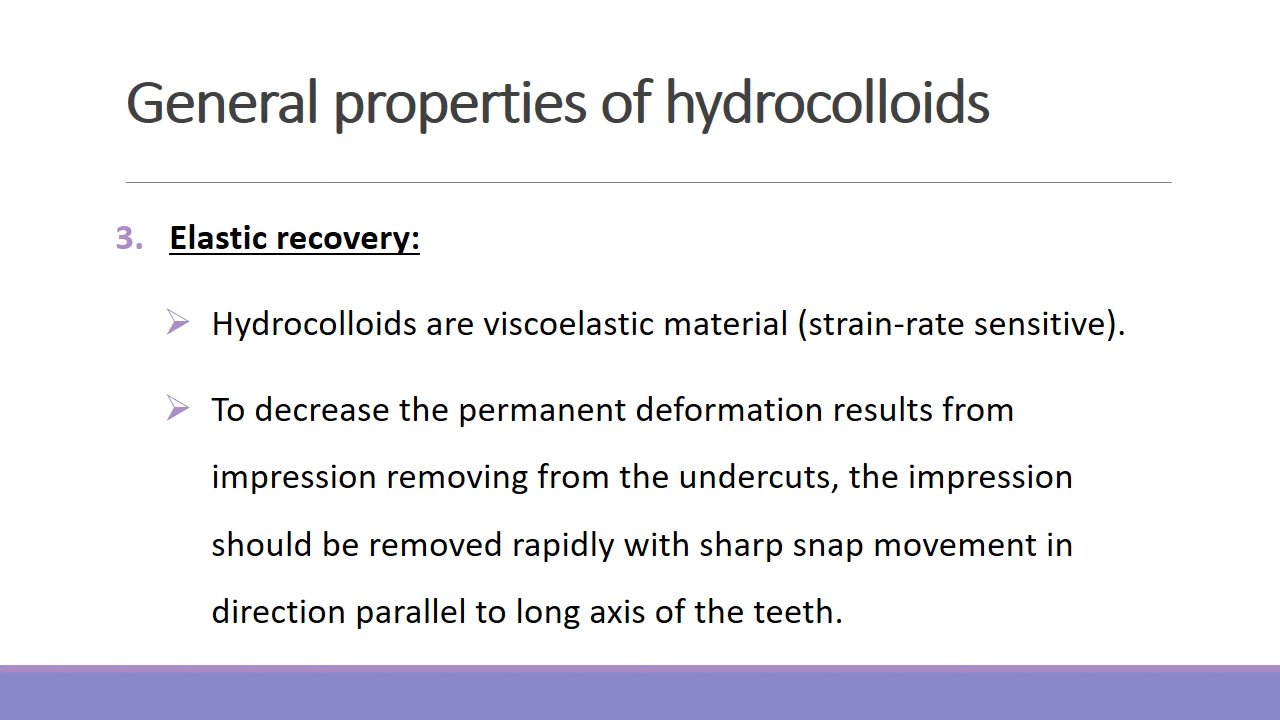 General properties of hydrocolloids
3. Elastic recovery:
Hydrocolloids are viscoelastic material (strain-rate sensitive).
To decrease the permanent deformation results from
impression removing from the undercuts, the impression
should be removed rapidly with sharp snap movement in
direction parallel to long axis of the teeth.